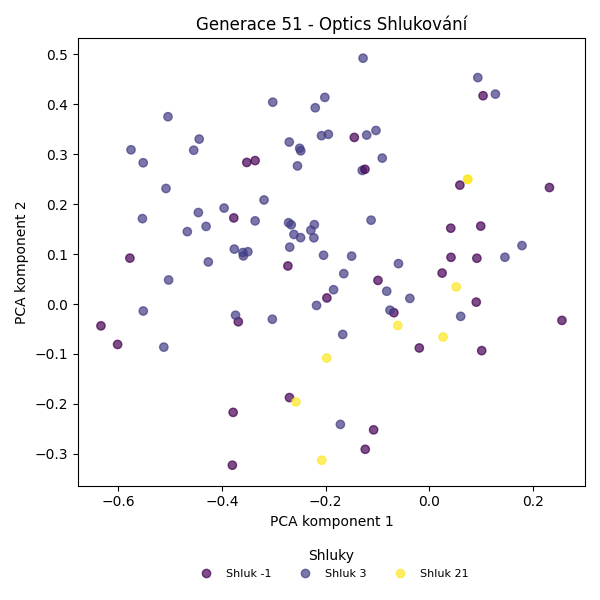 Generace 51 - Optics Shlukování
0.5
0.4
0.3
0.2
0.1
0.0
−0.1
−0.2
−0.3
PCA komponent 2
−0.6
−0.4
−0.2
0.0
0.2
PCA komponent 1
Shluky
Shluk -1
Shluk 3
Shluk 21